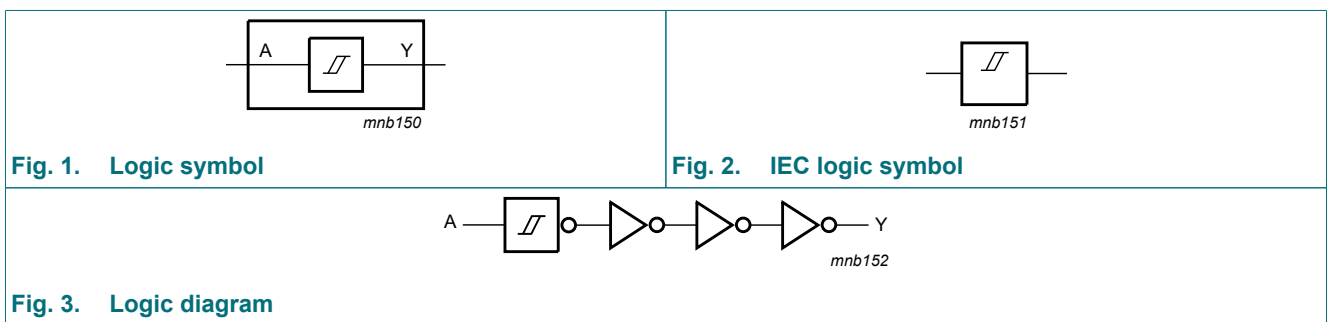 A Y
mnb150
Fig. 1. Logic symbol
mnb151
Fig. 2. IEC logic symbol
A Y
mnb152
Fig. 3. Logic diagram